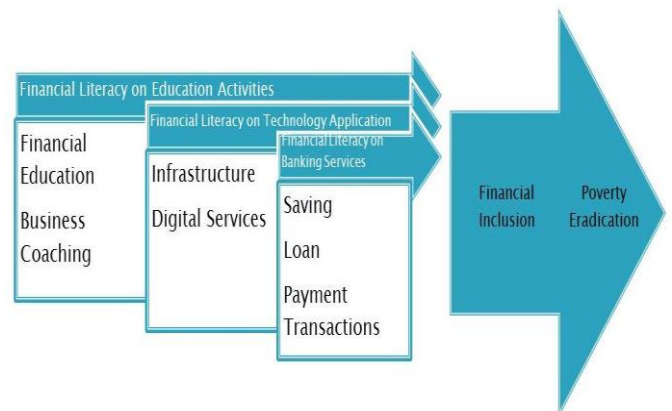 Financial Literacy on Education Activities
Financial Literacy on Technology Application
Financial Literacy on
Banking Services
Financial
Education
Business
Coaching
Infrastructure
Digital Services
Saving
Loan
Payment
Transactions
Financial
Inclusion
Poverty
Eradication